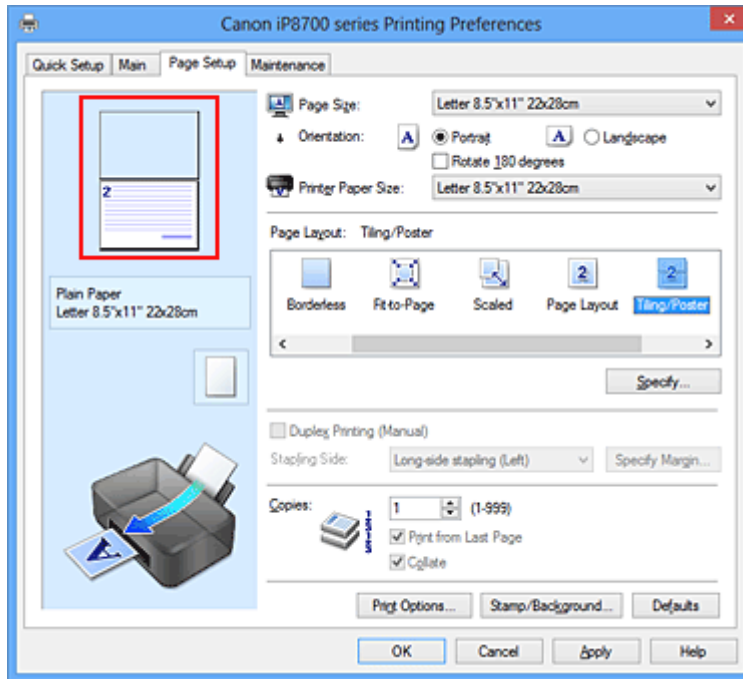 Canon iP8700 series Printing Preferences
Quick Setup Main Page Setup Maintenance
Page Size: Letter 8.5"x11" 22x28cm
Orientation: A Portrait A Landscape
Rotate 180 degrees
Printer Paper Size: Letter 8.5"x11" 22x28cm
2
Page Layout: Tiling/Poster
2 2
Borderless Fit-to-Page Scaled Page Layout Tiling/Poster
Plain Paper
Letter 8.5"x11" 22x28cm
Specify...
Duplex Printing (Manual)
Stapling Side: Long-side stapling (Left) Specify Margin...
Copies: 1 (1-999)
Print from Last Page
Collate
A
Print Options... Stamp/Background... Defaults
OK Cancel Apply Help